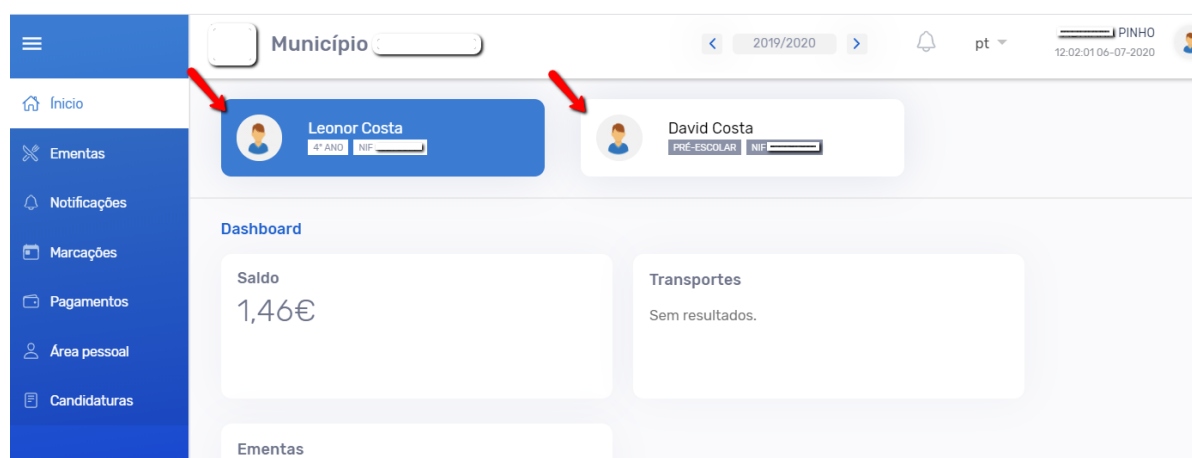 Município
2019/2020
pt
PINHO
12:02:01 06-07-2020
Ínicio
Ementas
Notificações
Marcações
Pagamentos
Área pessoal
Candidaturas
Leonor Costa
4º ANO NIF
David Costa
PRÉ-ESCOLAR NIF
Dashboard
Saldo
1,46€
Transportes
Sem resultados.
Ementas